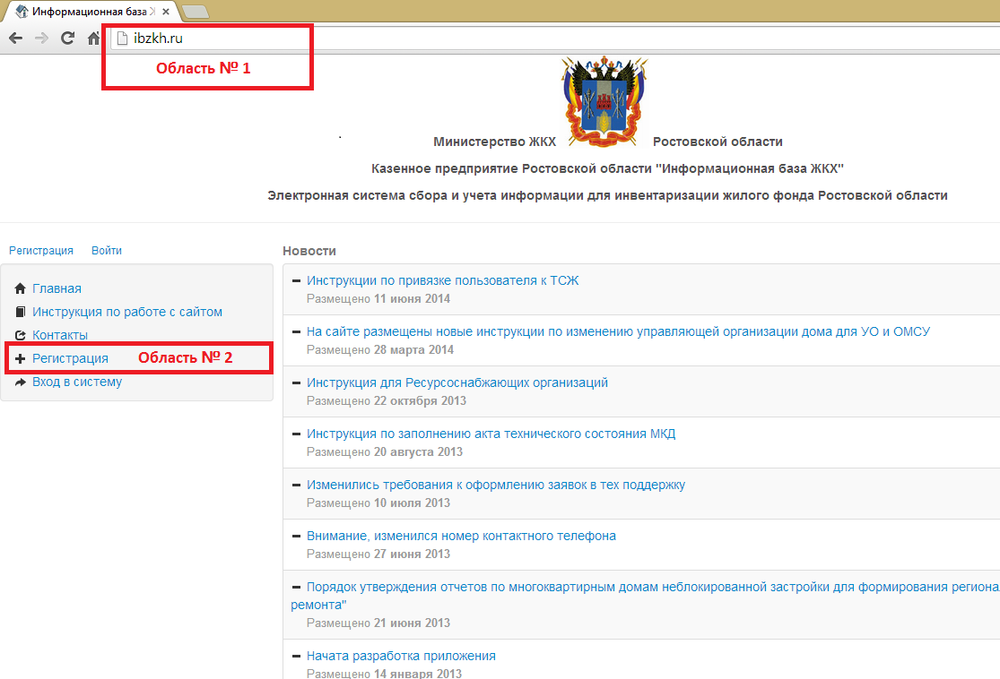 Информационная база
ibzkh.ru
Область № 1
Министерство ЖКХ Ростовской области
Казенное предприятие Ростовской области "Информационная база ЖКХ"
Электронная система сбора и учета информации для инвентаризации жилого фонда Ростовской области
Регистрация Войти
Главная
Инструкция по работе с сайтом
Контакты
Регистрация Область № 2
Вход в систему
Новости
Инструкции по привязке пользователя к ТСЖ
Размещено 11 июня 2014
На сайте размещены новые инструкции по изменению управляющей организации дома для УО и ОМСУ
Размещено 28 марта 2014
Инструкция для Ресурсоснабжающих организаций
Размещено 22 октября 2013
Инструкция по заполнению акта технического состояния МКД
Размещено 20 августа 2013
Изменились требования к оформлению заявок в тех поддержку
Размещено 10 июля 2013
Внимание, изменился номер контактного телефона
Размещено 27 июня 2013
Порядок утверждения отчетов по многоквартирным домам неблокированной застройки для формирования региона
ремонта"
Размещено 21 июня 2013
Начата разработка приложения
Размещено 14 января 2013